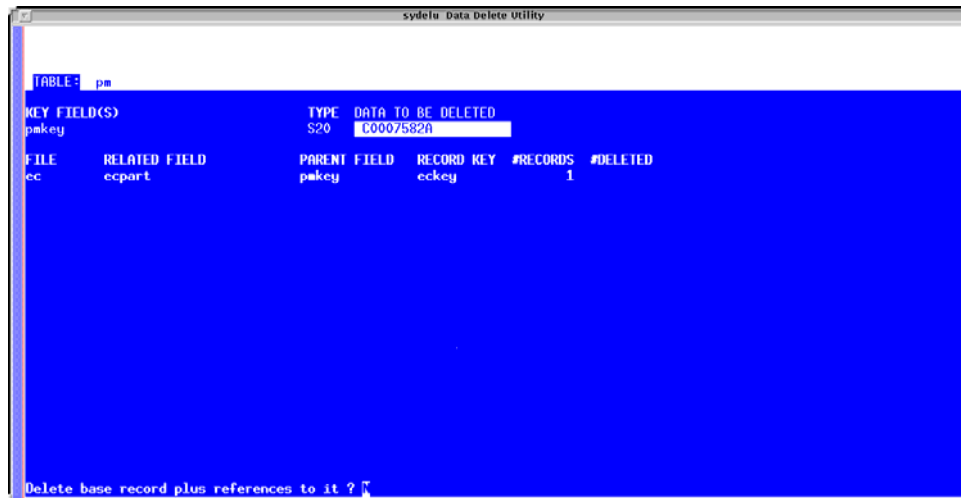 sydelu Data Delete Utility
TABLE: pm
KEY FIELD(S) TYPE DATA TO BE DELETED
pmkey S20 C0007582A
FILE RELATED FIELD PARENT FIELD RECORD KEY #RECORDS #DELETED
ec ecpart pmkey eckey 1
Delete base record plus references to it ?